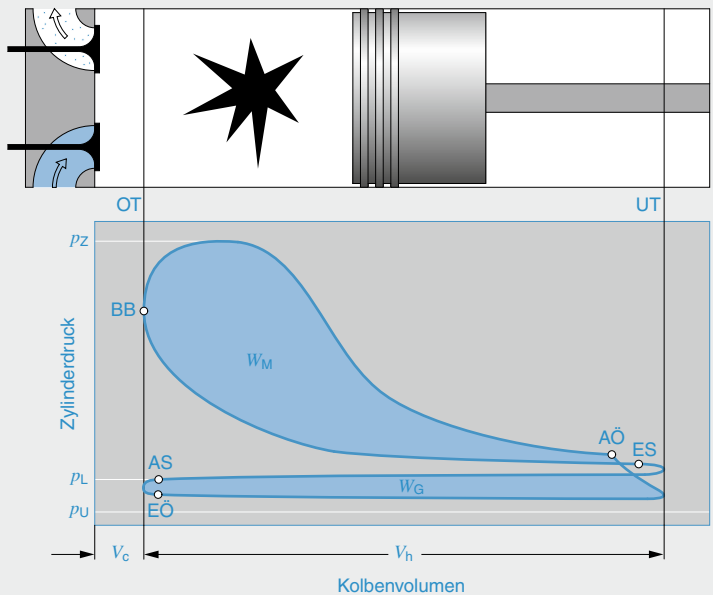 OT UT
pZ
BB
Zylinderdruck
WM
AÖ
ES
AS
pL
WG
EÖ
pU
Vc Vh
Kolbenvolumen